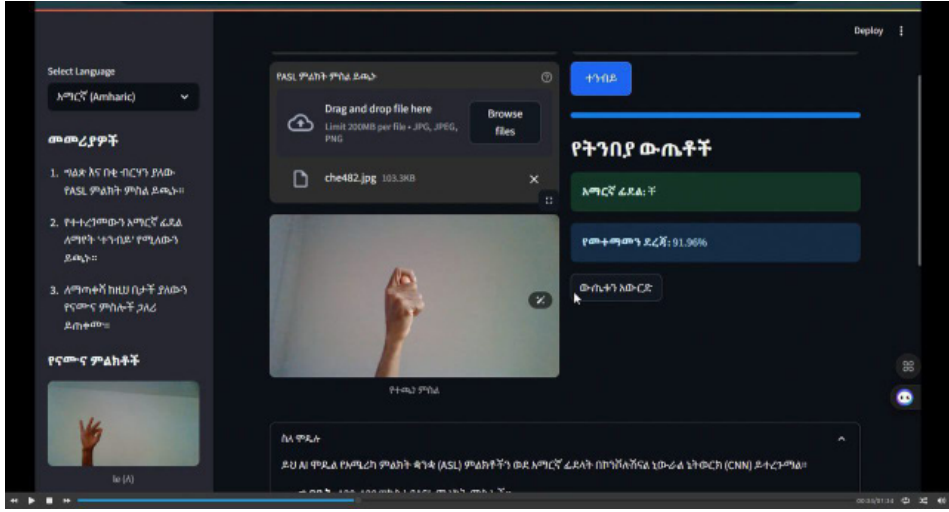 Deploy
Select Language
አማርኛ (Amharic)
መመሪያዎች
1. ግልጽ እና በቂ ብርሃን ያለው
የASL ምልክት ምስል ይጫኑ።
2. የተተረጎመውን አማርኛ ፊደል
ለማየት 'ተንብይ' የሚለውን
ይጫኑ።
3. ለማጣቀሻ ከዚህ በታች ያለውን
የናሙና ምስሎች ጋለሪ
ይጠቀሙ።
የናሙና ምልክቶች
le (ለ)
የASL ምልክት ምስል ይጫኑ
Drag and drop file here
Limit 200MB per file • JPG, JPEG,
PNG
Browse
files
che482.jpg 103.3KB
የተጫነ ምስል
ተንብይ
የትንበያ ውጤቶች
አማርኛ ፊደል: ቸ
የመተማመን ደረጃ: 91.96%
ውጤቱን አውርድ
ስለ ሞዴሉ
ይህ AI ሞዴል የአሜሪካ ምልክት ቋንቋ (ASL) ምልክቶችን ወደ አማርኛ ፊደላት በኮንቮሉሽናል ኒውራል ኔትወርክ (CNN) ይተረጉማል።